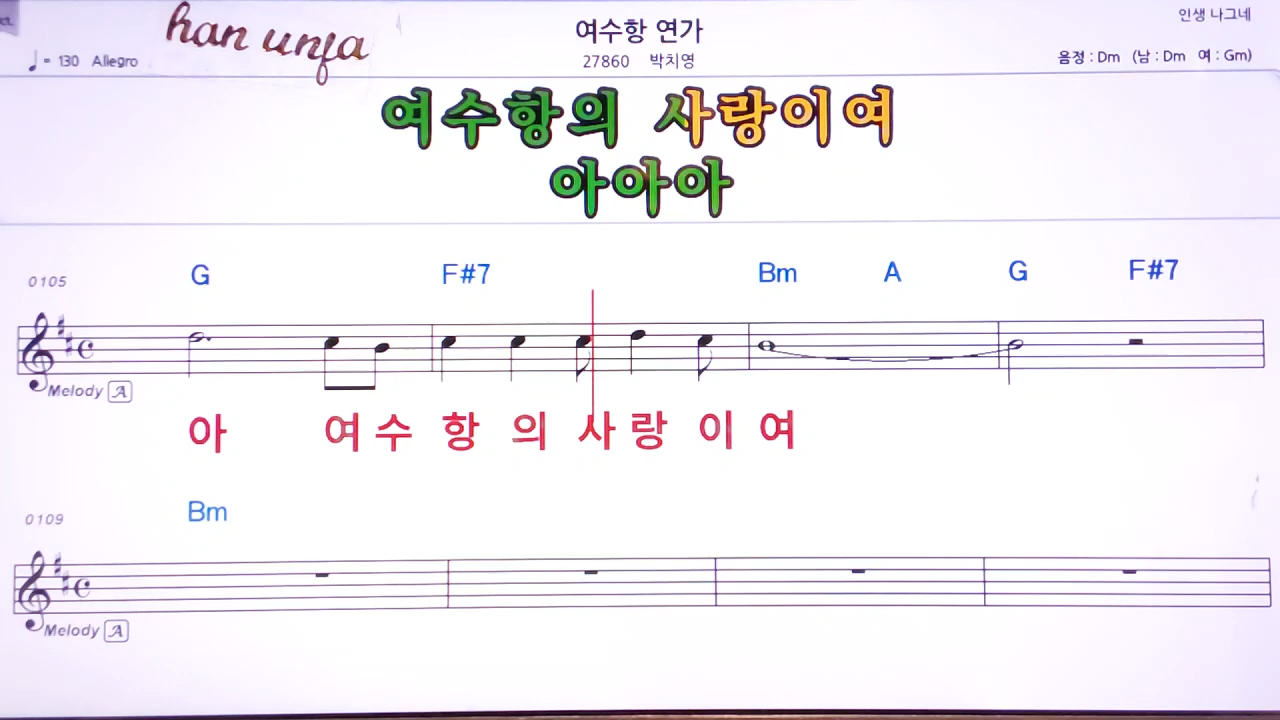 han unja
여수항 연가
인생 나그네
♩= 130 Allegro
27860 박치영
음정 : Dm (남 : Dm 여 : Gm)
여수항의 사랑이여
아아아
0105 G F#7 Bm A G F#7
Melody A
아 여 수 항 의 사 랑 이 여
0109 Bm
Melody A